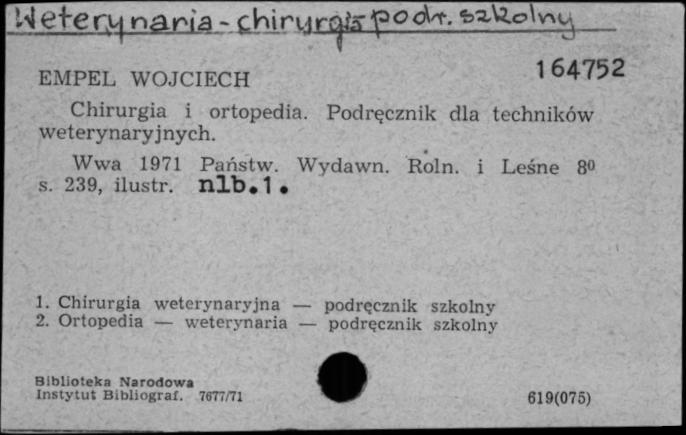 Weterynaria - chirurgia podr. szkolny
164752
EMPEL WOJCIECH
Chirurgia i ortopedia. Podręcznik dla techników
weterynaryjnych.
Wwa 1971 Państw. Wydawn. Roln. i Leśne 8⁰
s. 239, ilustr. nlb.1.
1. Chirurgia weterynaryjna — podręcznik szkolny
2. Ortopedia — weterynaria — podręcznik szkolny
Biblioteka Narodowa
Instytut Bibliograf. 7677/71
619(075)